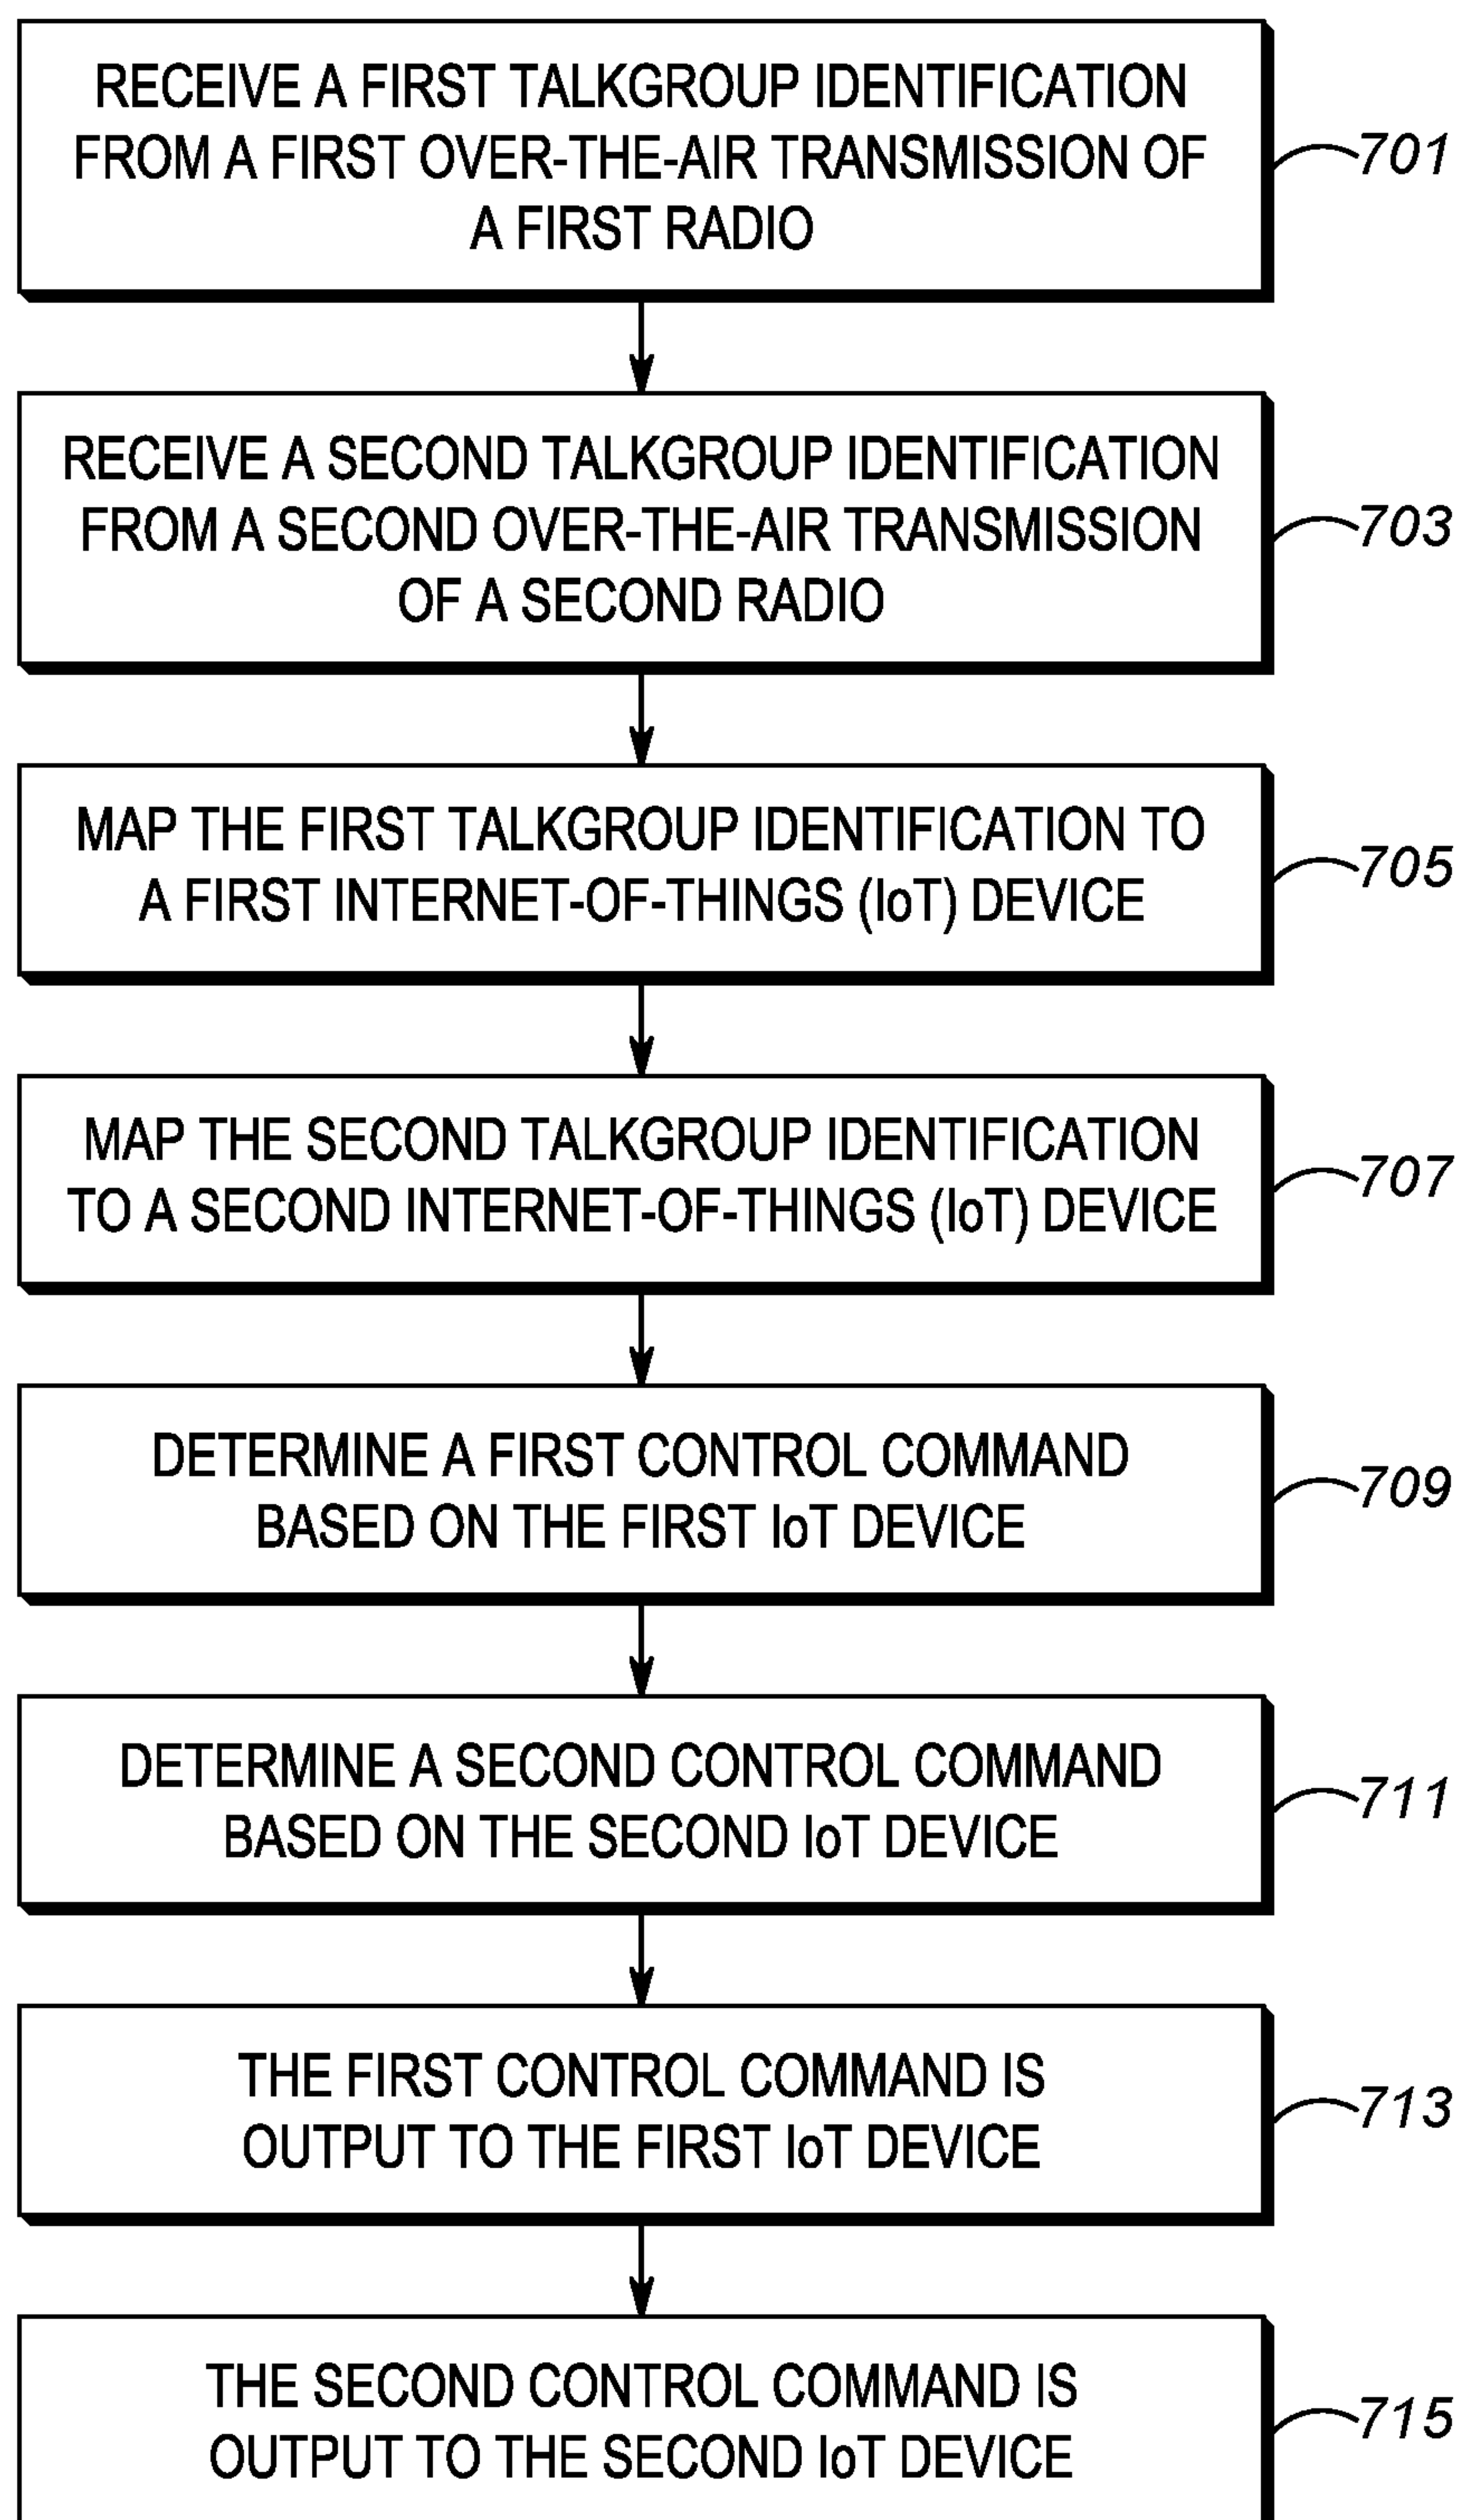 RECEIVE A FIRST TALKGROUP IDENTIFICATION
FROM A FIRST OVER-THE-AIR TRANSMISSION OF
A FIRST RADIO
701
RECEIVE A SECOND TALKGROUP IDENTIFICATION
FROM A SECOND OVER-THE-AIR TRANSMISSION
OF A SECOND RADIO
703
MAP THE FIRST TALKGROUP IDENTIFICATION TO
A FIRST INTERNET-OF-THINGS (IoT) DEVICE
705
MAP THE SECOND TALKGROUP IDENTIFICATION
TO A SECOND INTERNET-OF-THINGS (IoT) DEVICE
707
DETERMINE A FIRST CONTROL COMMAND
BASED ON THE FIRST IoT DEVICE
709
DETERMINE A SECOND CONTROL COMMAND
BASED ON THE SECOND IoT DEVICE
711
THE FIRST CONTROL COMMAND IS
OUTPUT TO THE FIRST IoT DEVICE
713
THE SECOND CONTROL COMMAND IS
OUTPUT TO THE SECOND IoT DEVICE
715